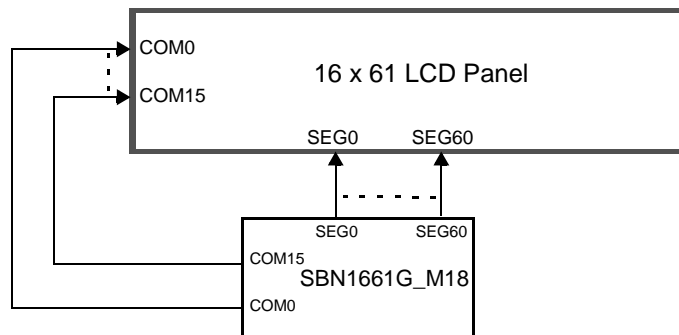 COM0
16 x 61 LCD Panel
COM15
SEG0 SEG60
SEG0 SEG60
COM15
SBN1661G_M18
COM0